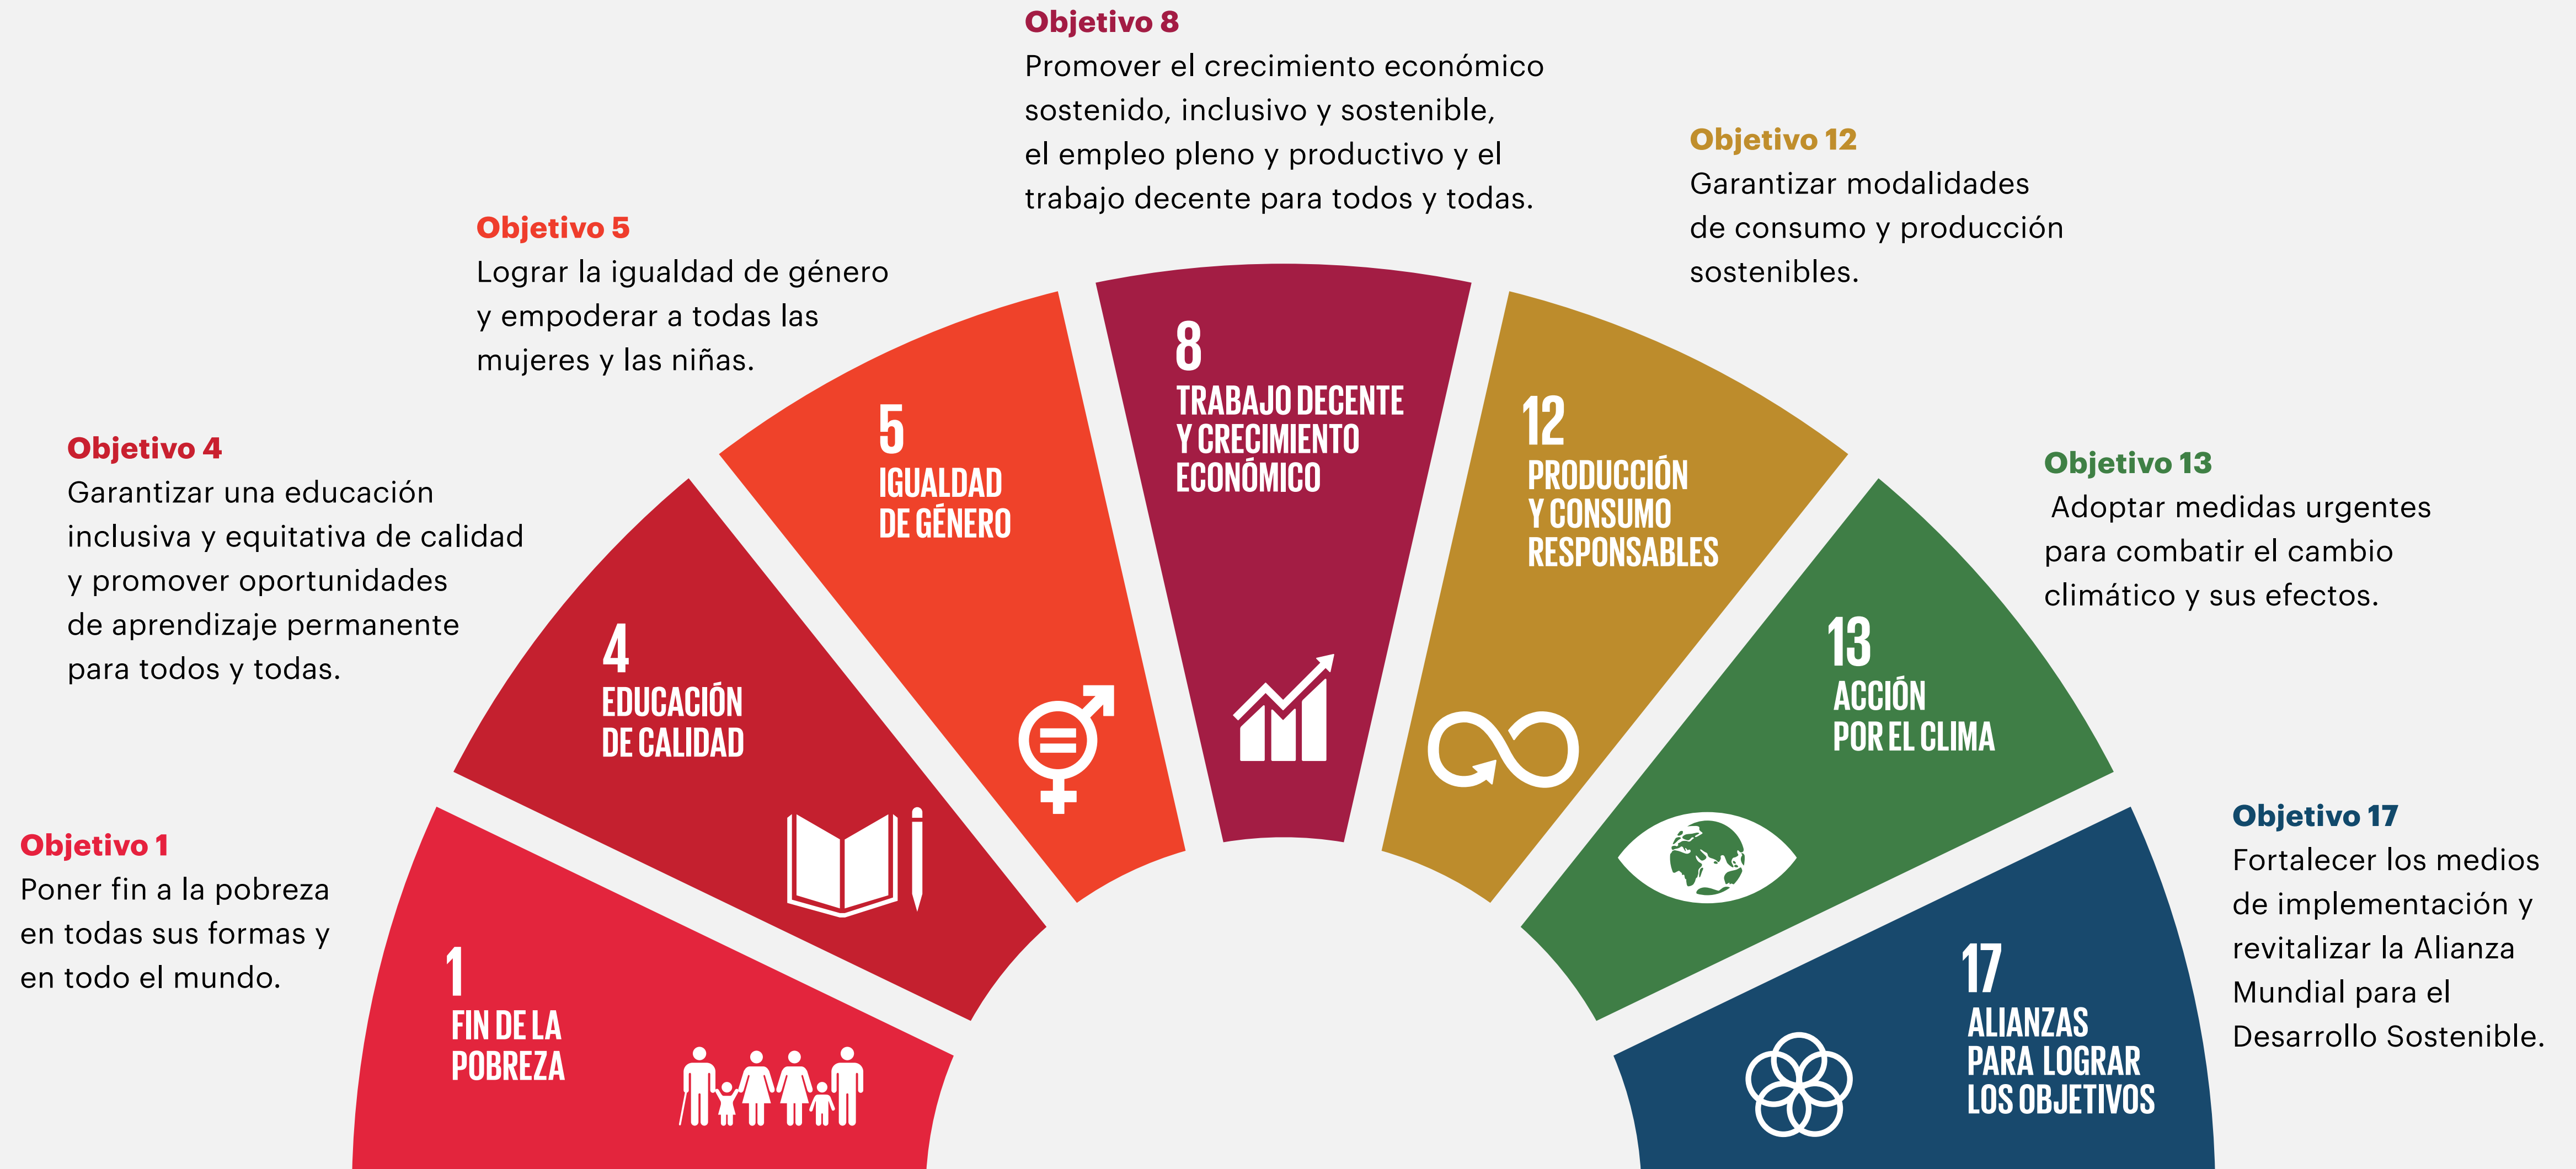 Objetivo 1
Poner fin a la pobreza
en todas sus formas y
en todo el mundo.
1
FIN DE LA
POBREZA
Objetivo 4
Garantizar una educación
inclusiva y equitativa de calidad
y promover oportunidades
de aprendizaje permanente
para todos y todas.
4
EDUCACIÓN
DE CALIDAD
Objetivo 5
Lograr la igualdad de género
y empoderar a todas las
mujeres y las niñas.
5
IGUALDAD
DE GÉNERO
Objetivo 8
Promover el crecimiento económico
sostenido, inclusivo y sostenible,
el empleo pleno y productivo y el
trabajo decente para todos y todas.
8
TRABAJO DECENTE
Y CRECIMIENTO
ECONÓMICO
Objetivo 12
Garantizar modalidades
de consumo y producción
sostenibles.
12
PRODUCCIÓN
Y CONSUMO
RESPONSABLES
Objetivo 13
Adoptar medidas urgentes
para combatir el cambio
climático y sus efectos.
13
ACCIÓN
POR EL CLIMA
Objetivo 17
Fortalecer los medios
de implementación y
revitalizar la Alianza
Mundial para el
Desarrollo Sostenible.
17
ALIANZAS
PARA LOGRAR
LOS OBJETIVOS